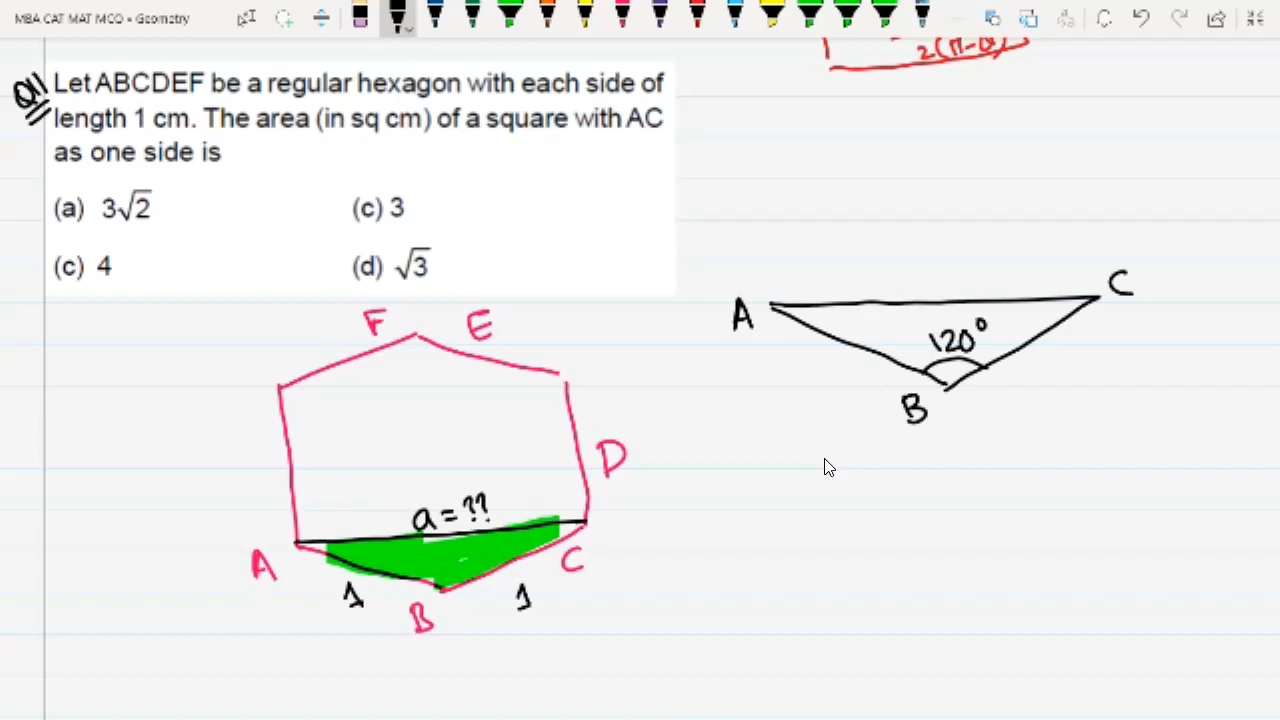 MBA CAT MAT MCQ • Geometry
2(π-θ)
Q11 Let ABCDEF be a regular hexagon with each side of
length 1 cm. The area (in sq cm) of a square with AC
as one side is
(a) 3√2 (c) 3
(c) 4 (d) √3
F E
A C
120°
B
D
a = ??
A C
1 1
B